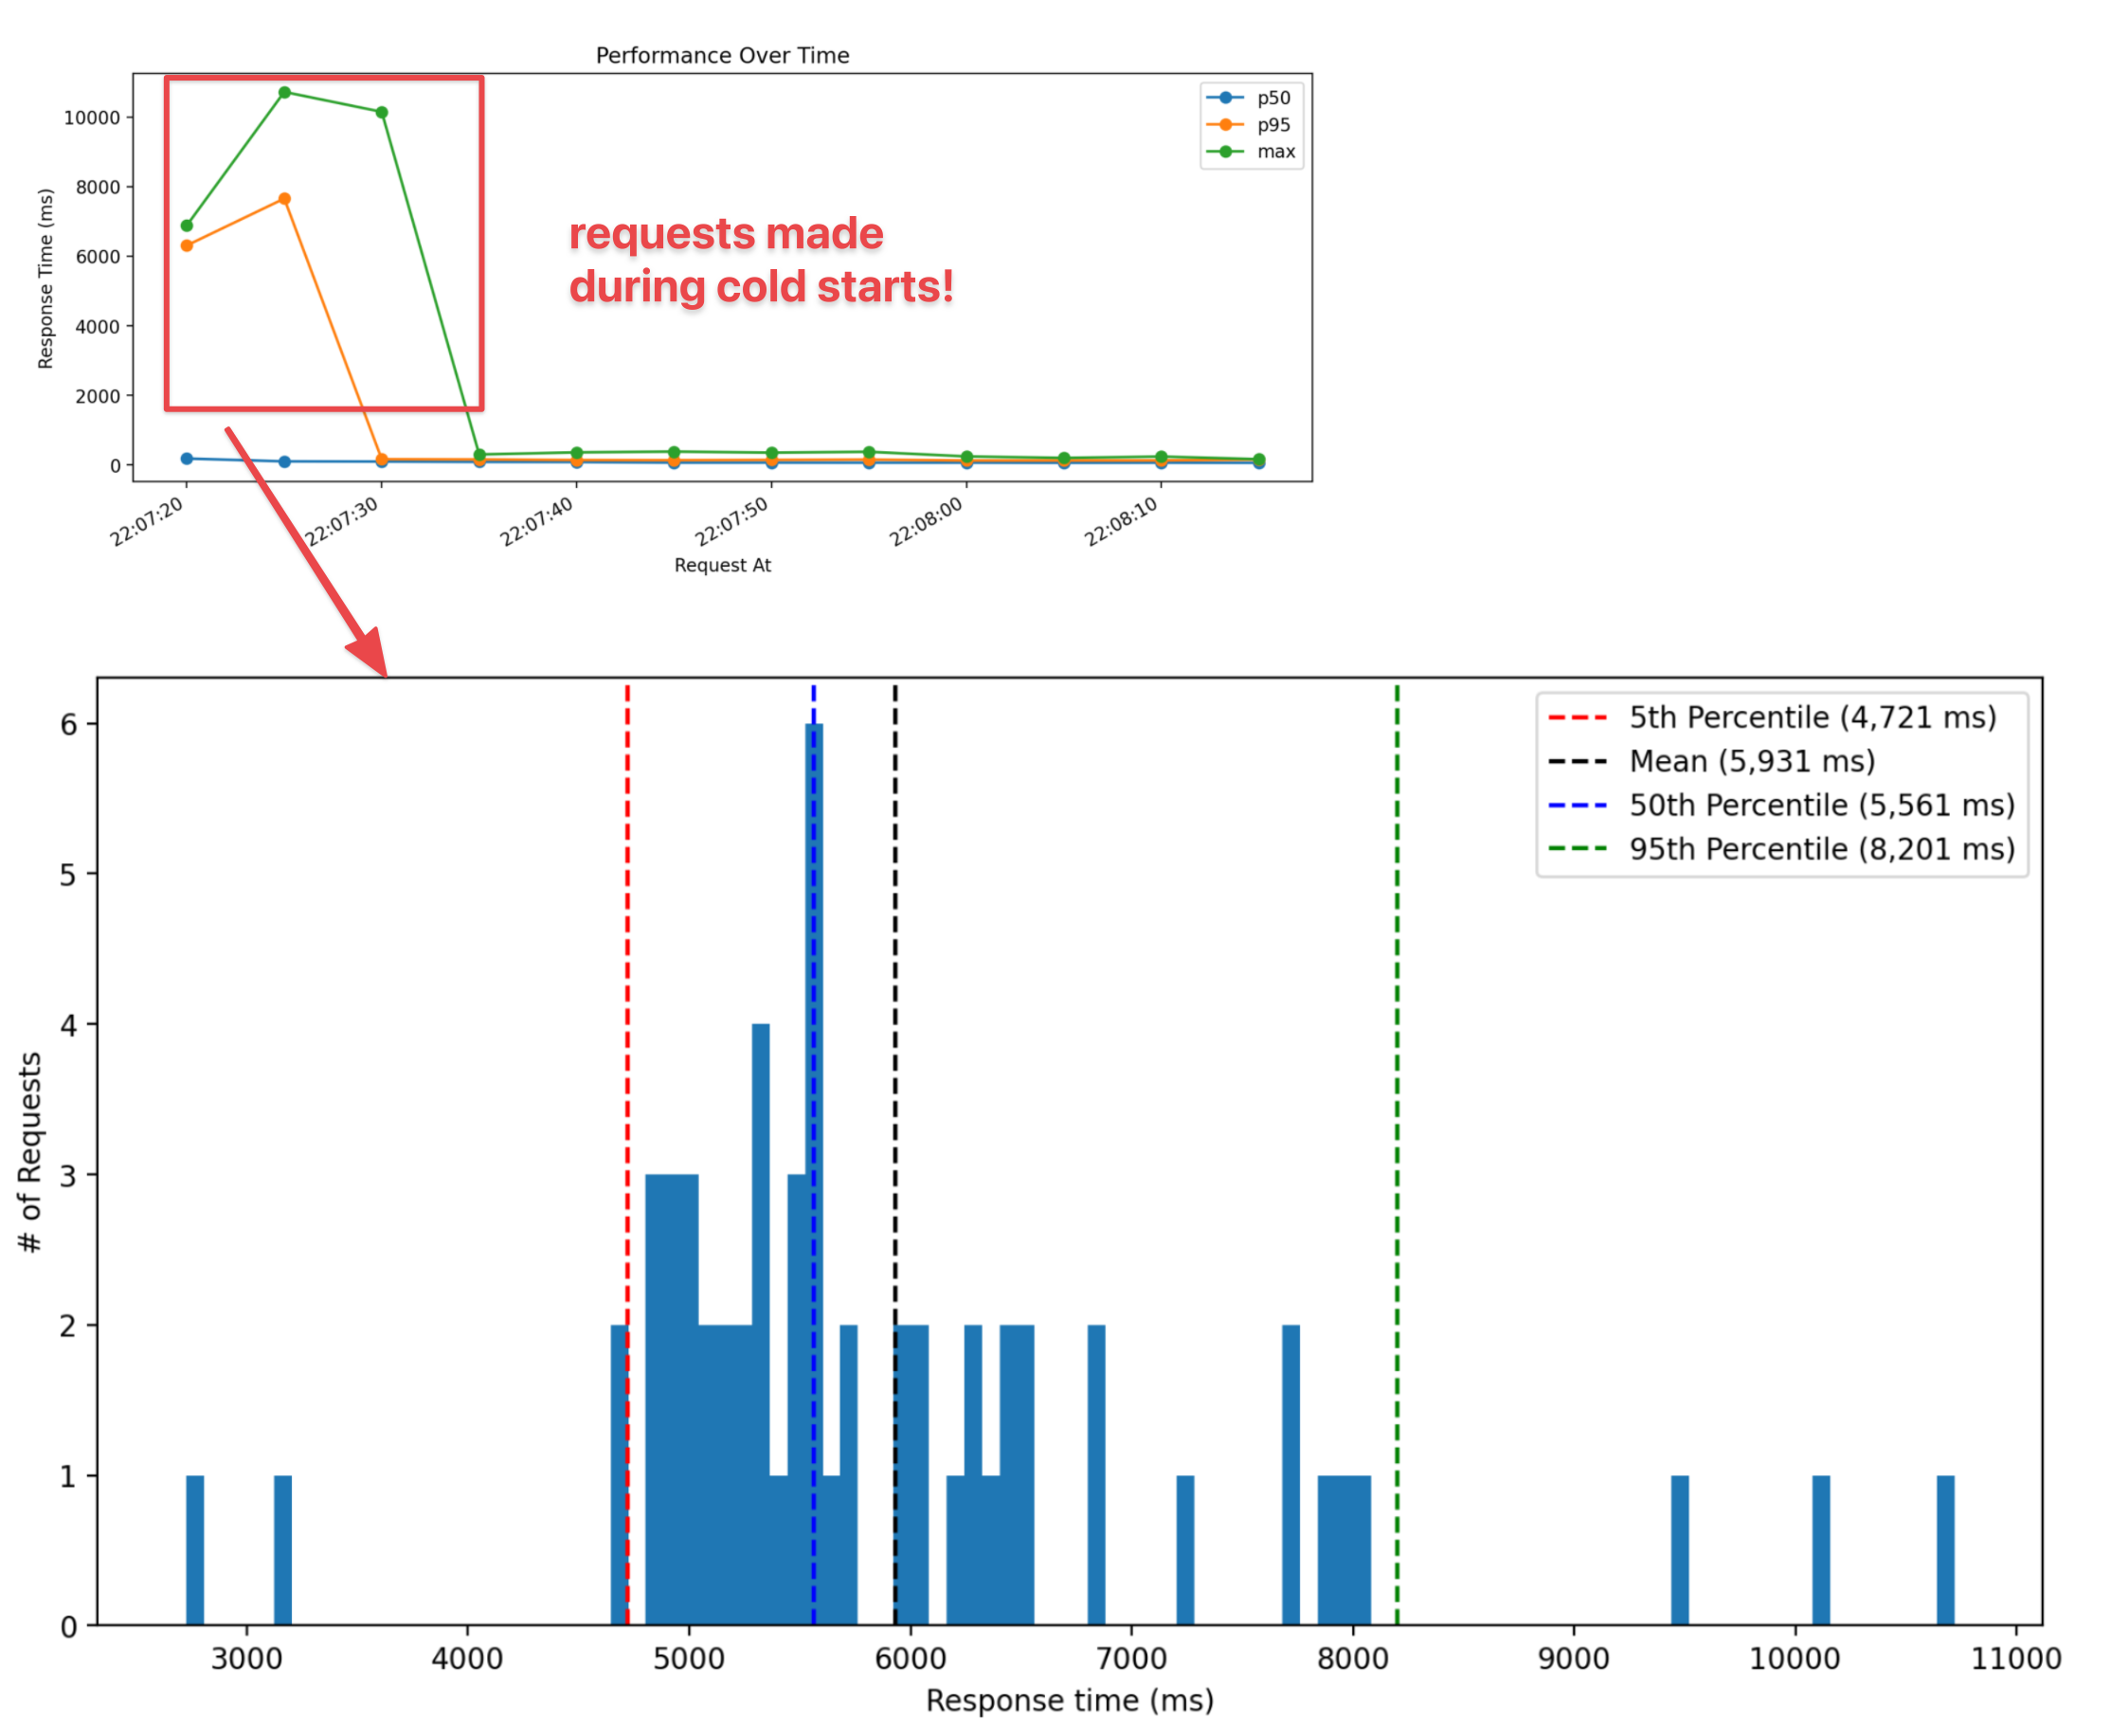 Performance Over Time
10000
8000
6000
4000
2000
0
Response Time (ms)
p50
p95
max
requests made
during cold starts!
22:07:20
22:07:30
22:07:40
22:07:50
22:08:00
22:08:10
Request At
6
5
4
3
2
1
0
# of Requests
5th Percentile (4,721 ms)
Mean (5,931 ms)
50th Percentile (5,561 ms)
95th Percentile (8,201 ms)
3000
4000
5000
6000
7000
8000
9000
10000
11000
Response time (ms)